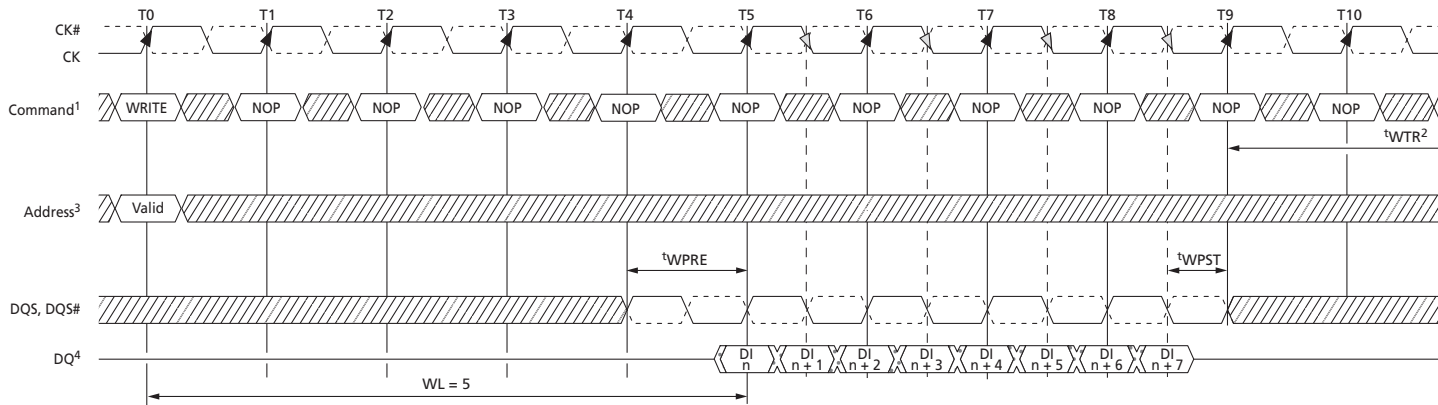 T0 T1 T2 T3 T4 T5 T6 T7 T8 T9 T10
CK#
CK
Command1 WRITE NOP NOP NOP NOP NOP NOP NOP NOP NOP NOP
tWTR2
Address3 Valid
tWPRE tWPST
DQS, DQS#
DQ4 DI n DI n + 1 DI n + 2 DI n + 3 DI n + 4 DI n + 5 DI n + 6 DI n + 7
WL = 5